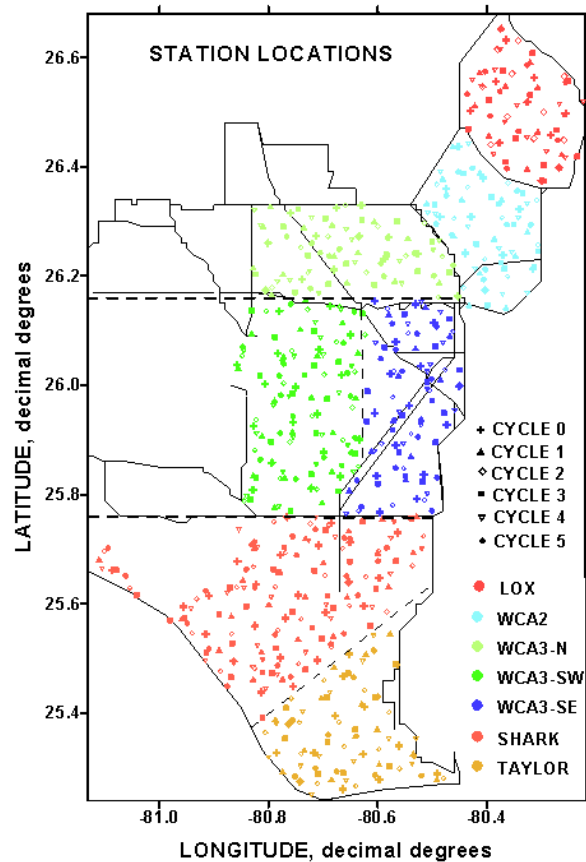 STATION LOCATIONS
26.6
26.4
26.2
26.0
25.8
25.6
25.4
LATITUDE, decimal degrees
CYCLE 0
CYCLE 1
CYCLE 2
CYCLE 3
CYCLE 4
CYCLE 5
LOX
WCA2
WCA3-N
WCA3-SW
WCA3-SE
SHARK
TAYLOR
-81.0 -80.8 -80.6 -80.4
LONGITUDE, decimal degrees